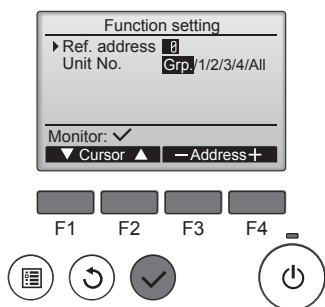 Function setting
Ref. address 0
Unit No. Grp./1/2/3/4/All
Monitor:
Cursor −Address+
F1 F2 F3 F4